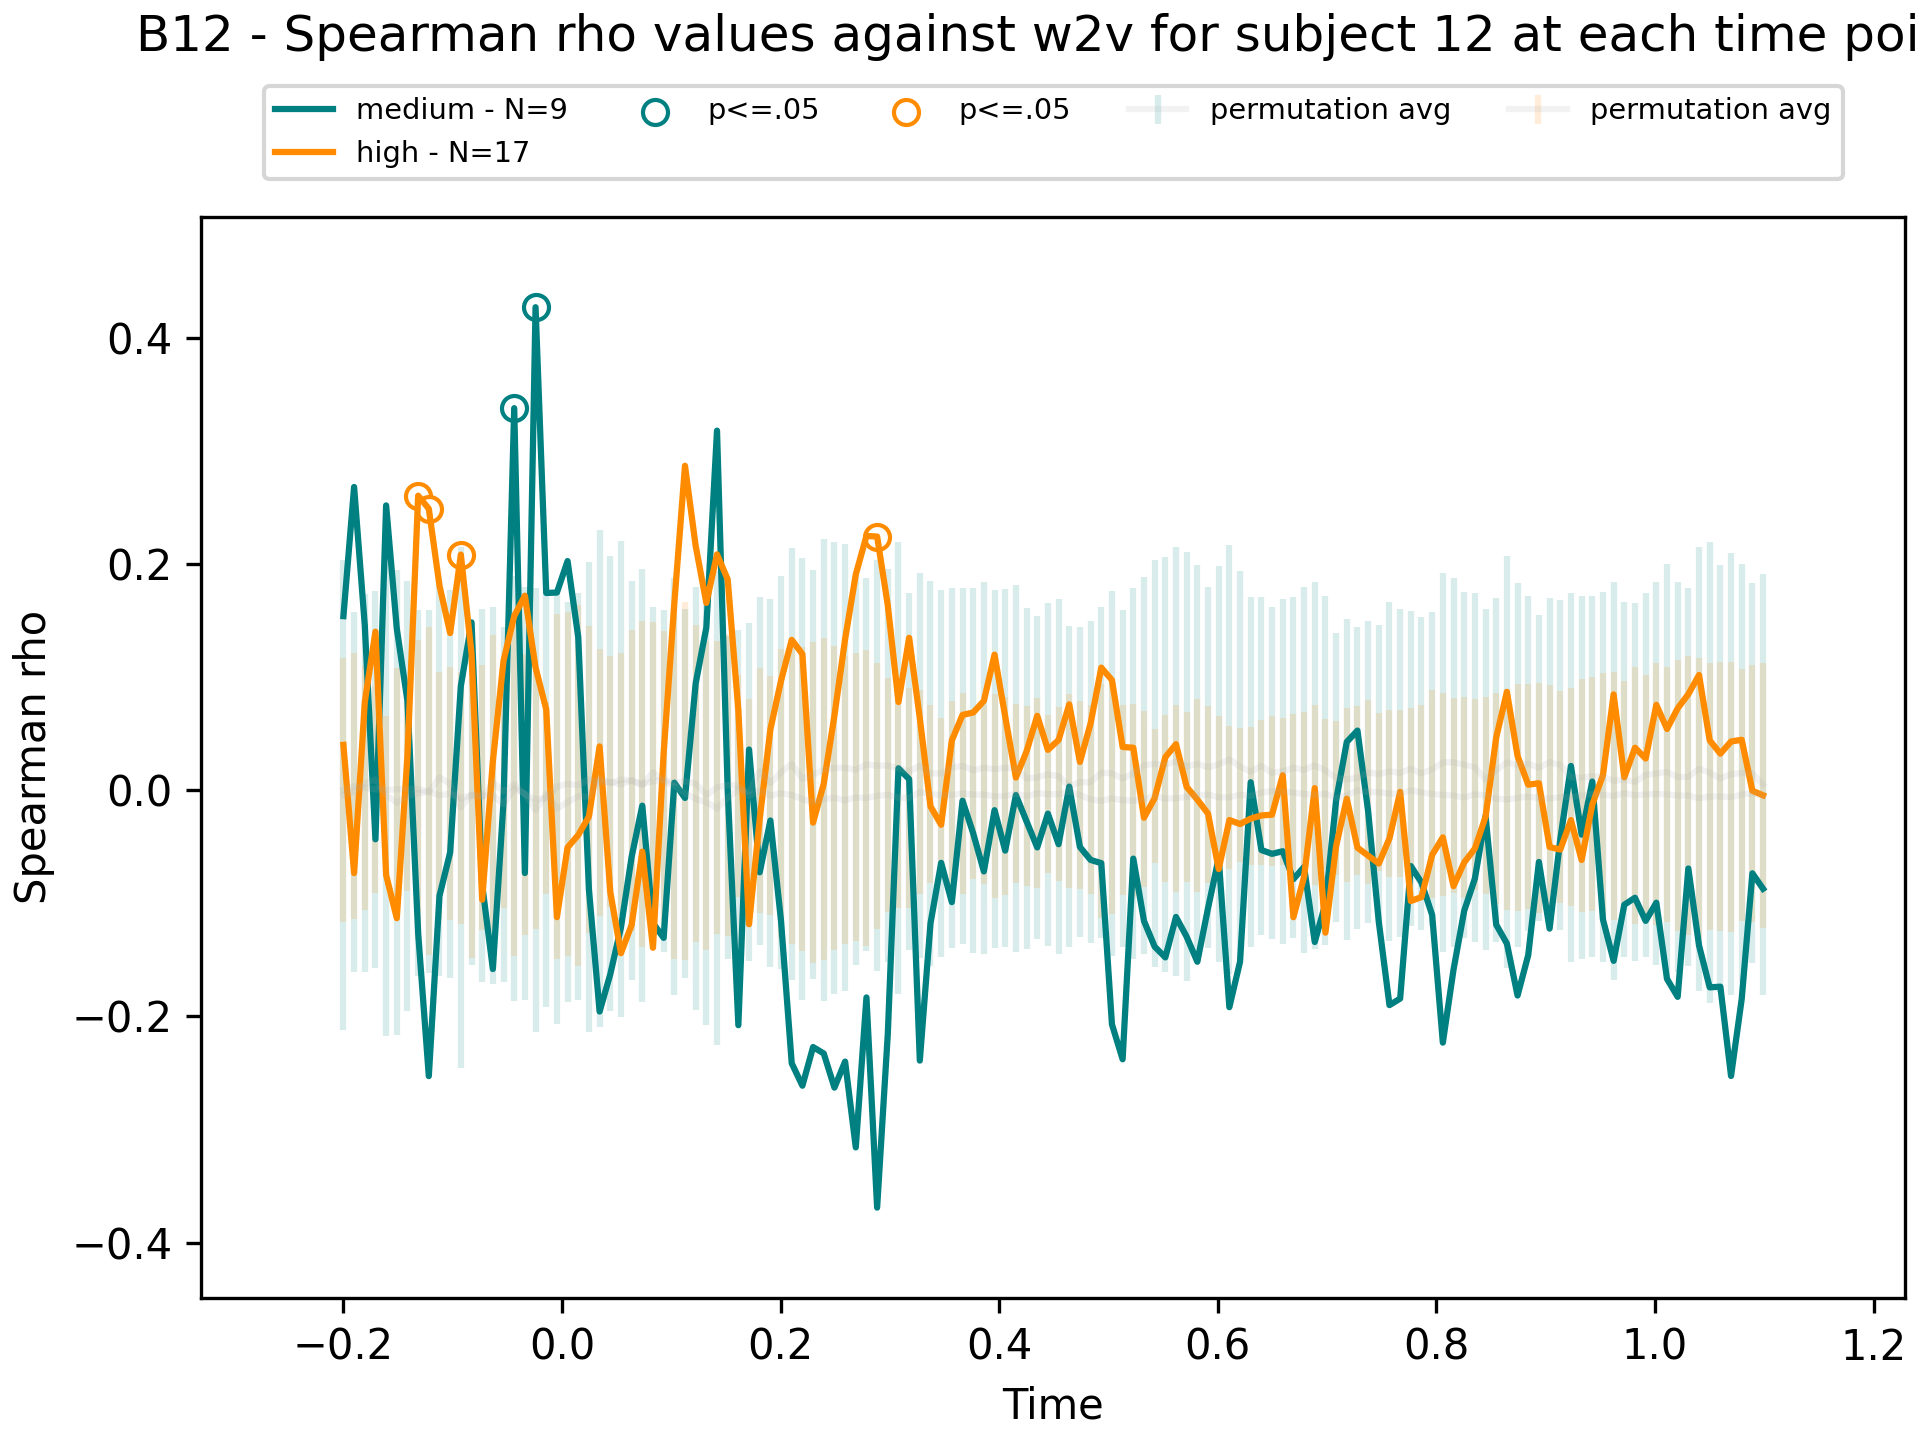 B12 - Spearman rho values against w2v for subject 12 at each time poi
medium - N=9
high - N=17
p<=.05
p<=.05
permutation avg
permutation avg
Spearman rho
0.4
0.2
0.0
−0.2
−0.4
−0.2
0.0
0.2
0.4
0.6
0.8
1.0
1.2
Time